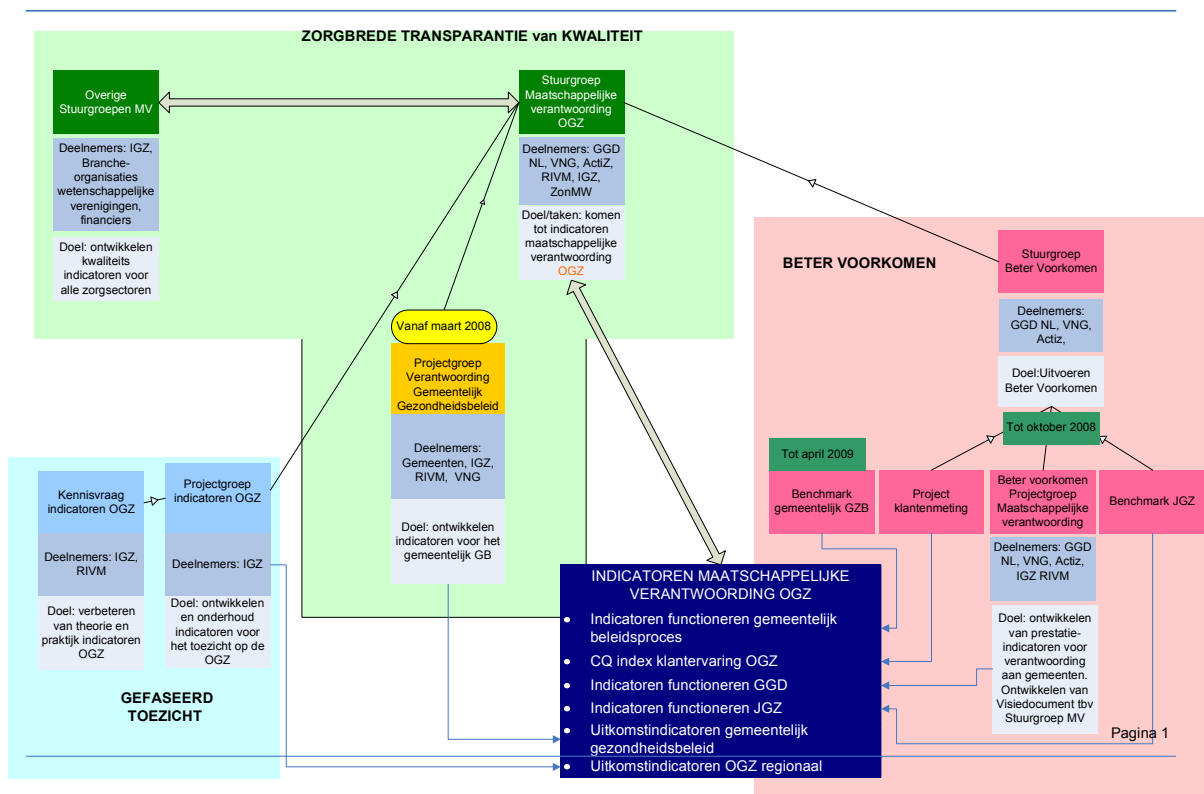 ZORGBREDE TRANSPARANTIE van KWALITEIT
Overige
Stuurgroepen MV
Deelnemers: IGZ,
Branche-
organisaties
wetenschappelijke
verenigingen,
financiers
Doel: ontwikkelen
kwaliteits
indicatoren voor
alle zorgsectoren
Stuurgroep
Maatschappelijke
verantwoording
OGZ
Deelnemers: GGD
NL, VNG, ActiZ,
RIVM, IGZ,
ZonMW
Doel/taken: komen
tot indicatoren
maatschappelijke
verantwoording
OGZ
Vanaf maart 2008
Projectgroep
Verantwoording
Gemeentelijk
Gezondheidsbeleid
Deelnemers:
Gemeenten, IGZ,
RIVM, VNG
Doel: ontwikkelen
indicatoren voor het
gemeentelijk GB
BETER VOORKOMEN
Stuurgroep
Beter Voorkomen
Deelnemers:
GGD NL, VNG,
Actiz,
Doel:Uitvoeren
Beter Voorkomen
Tot oktober 2008
Tot april 2009
Benchmark
gemeentelijk GZB
Project
klantenmeting
Beter voorkomen
Projectgroep
Maatschappelijke
verantwoording
Benchmark JGZ
Deelnemers: GGD
NL, VNG, Actiz,
IGZ RIVM
Doel: ontwikkelen
van prestatie-
indicatoren voor
verantwoording
aan gemeenten.
Ontwikkelen van
Visiedocument tbv
Stuurgroep MV
Kennisvraag
indicatoren OGZ
Deelnemers: IGZ,
RIVM
Doel: verbeteren
van theorie en
praktijk indicatoren
OGZ
Projectgroep
indicatoren OGZ
Deelnemers: IGZ
Doel: ontwikkelen
en onderhoud
indicatoren voor
het toezicht op de
OGZ
GEFASEERD
TOEZICHT
INDICATOREN MAATSCHAPPELIJKE
VERANTWOORDING OGZ
• Indicatoren functioneren gemeentelijk
beleidsproces
• CQ index klantervaring OGZ
• Indicatoren functioneren GGD
• Indicatoren functioneren JGZ
• Uitkomstindicatoren gemeentelijk
gezondheidsbeleid
• Uitkomstindicatoren OGZ regionaal
Pagina 1